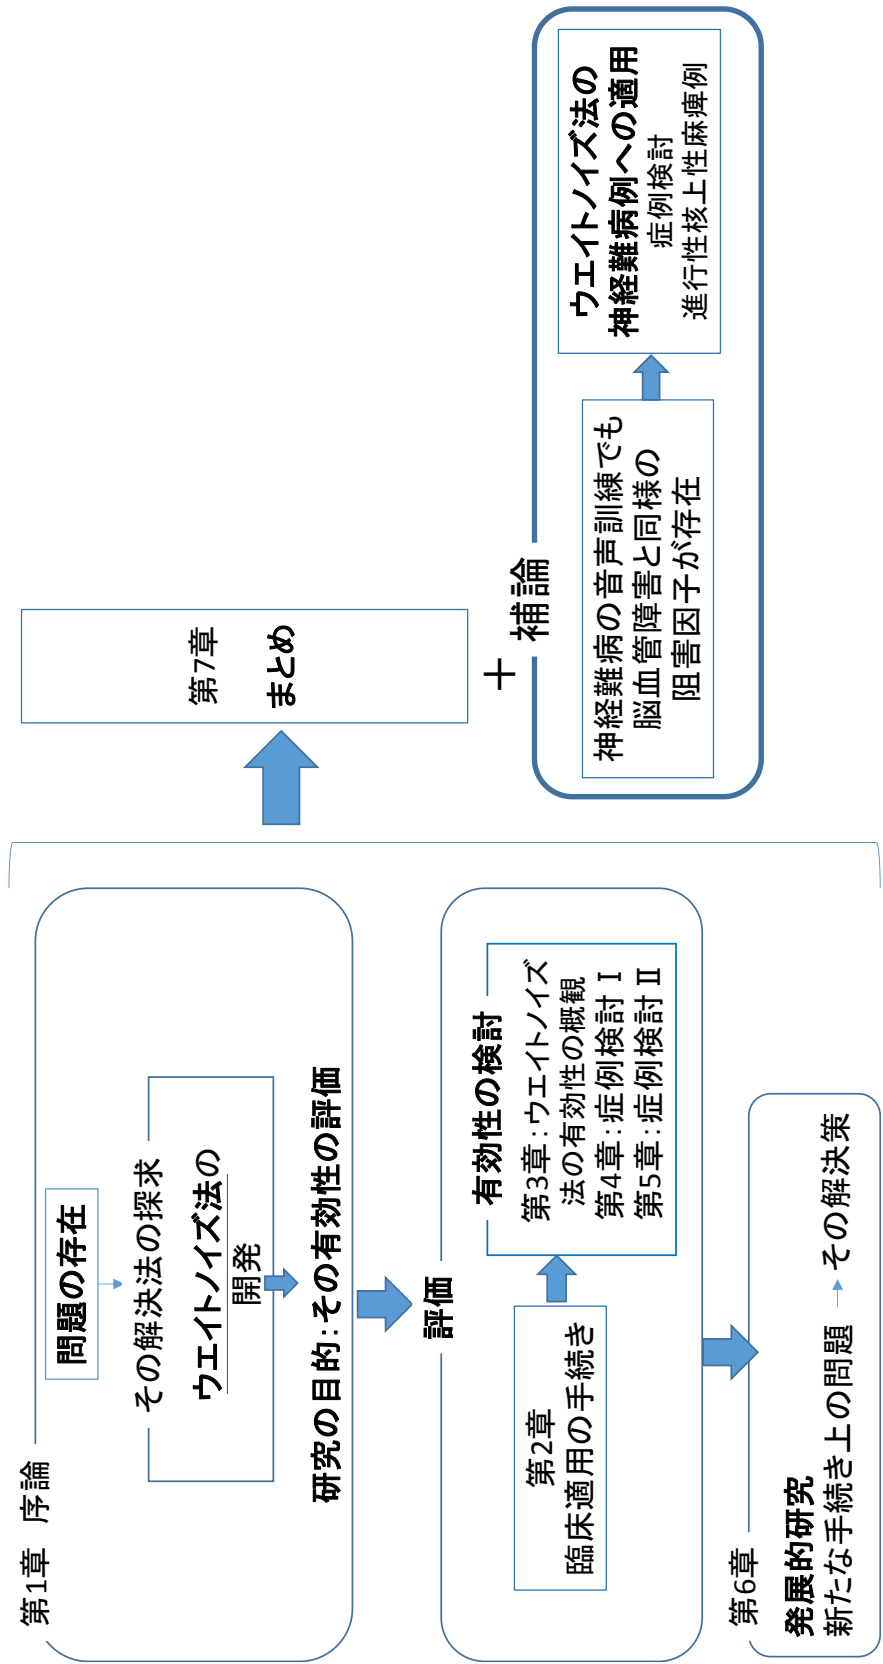 第1章 序論
問題の存在
その解決法の探求
ウエイトノイズ法の
開発
研究の目的：その有効性の評価
評価
第2章
臨床適用の手続き
有効性の検討
第3章：ウエイトノイズ
法の有効性の概観
第4章：症例検討Ⅰ
第5章：症例検討Ⅱ
第6章
発展的研究
新たな手続き上の問題 → その解決策
第7章
まとめ
＋
補論
神経難病の音声訓練でも
脳血管障害と同様の
阻害因子が存在
ウエイトノイズ法の
神経難病例への適用
症例検討
進行性核上性麻痺例